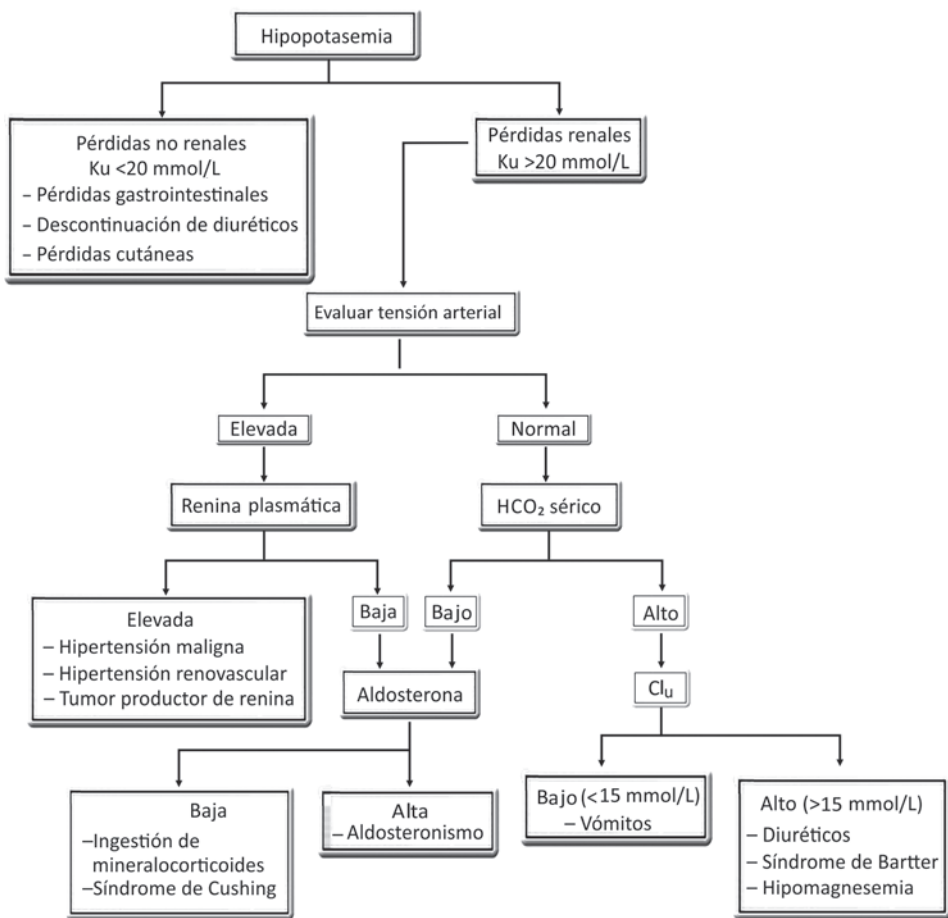 Hipopotasemia
Pérdidas no renales
Ku <20 mmol/L
– Pérdidas gastrointestinales
– Descontinuación de diuréticos
– Pérdidas cutáneas
Pérdidas renales
Ku >20 mmol/L
Evaluar tensión arterial
Elevada
Normal
Renina plasmática
HCO₂ sérico
Elevada
– Hipertensión maligna
– Hipertensión renovascular
– Tumor productor de renina
Baja
Bajo
Alto
Aldosterona
Clu
Baja
–Ingestión de
mineralocorticoides
–Síndrome de Cushing
Alta
– Aldosteronismo
Bajo (<15 mmol/L)
– Vómitos
Alto (>15 mmol/L)
– Diuréticos
– Síndrome de Bartter
– Hipomagnesemia